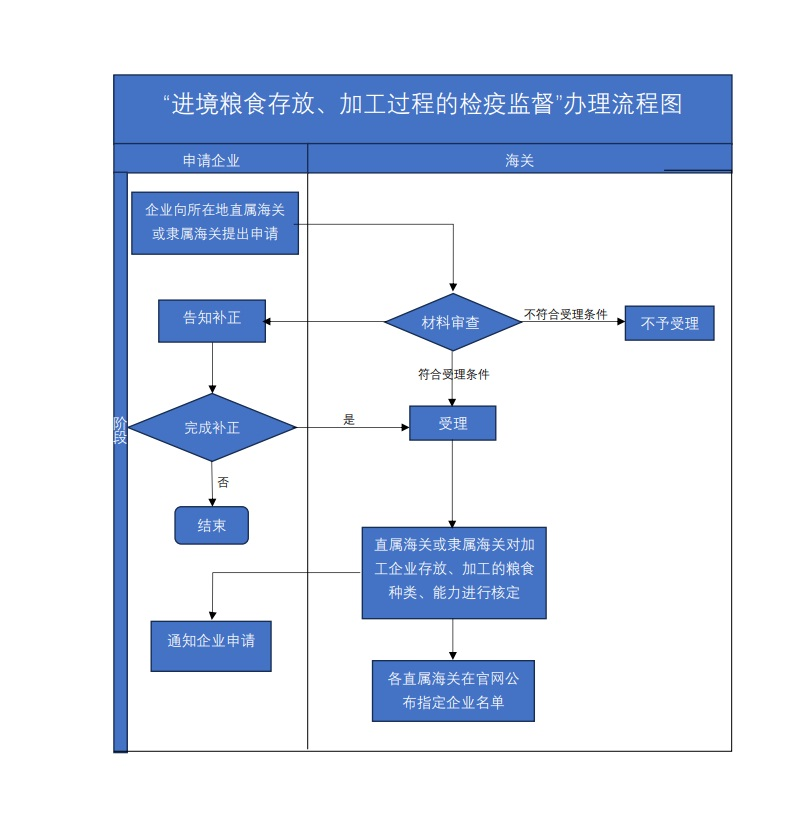 “进境粮食存放、加工过程的检疫监督”办理流程图
申请企业
海关
企业向所在地直属海关
或隶属海关提出申请
告知补正
材料审查
不符合受理条件
不予受理
符合受理条件
阶段
完成补正
是
受理
否
结束
直属海关或隶属海关对加
工企业存放、加工的粮食
种类、能力进行核定
通知企业申请
各直属海关在官网公
布指定企业名单